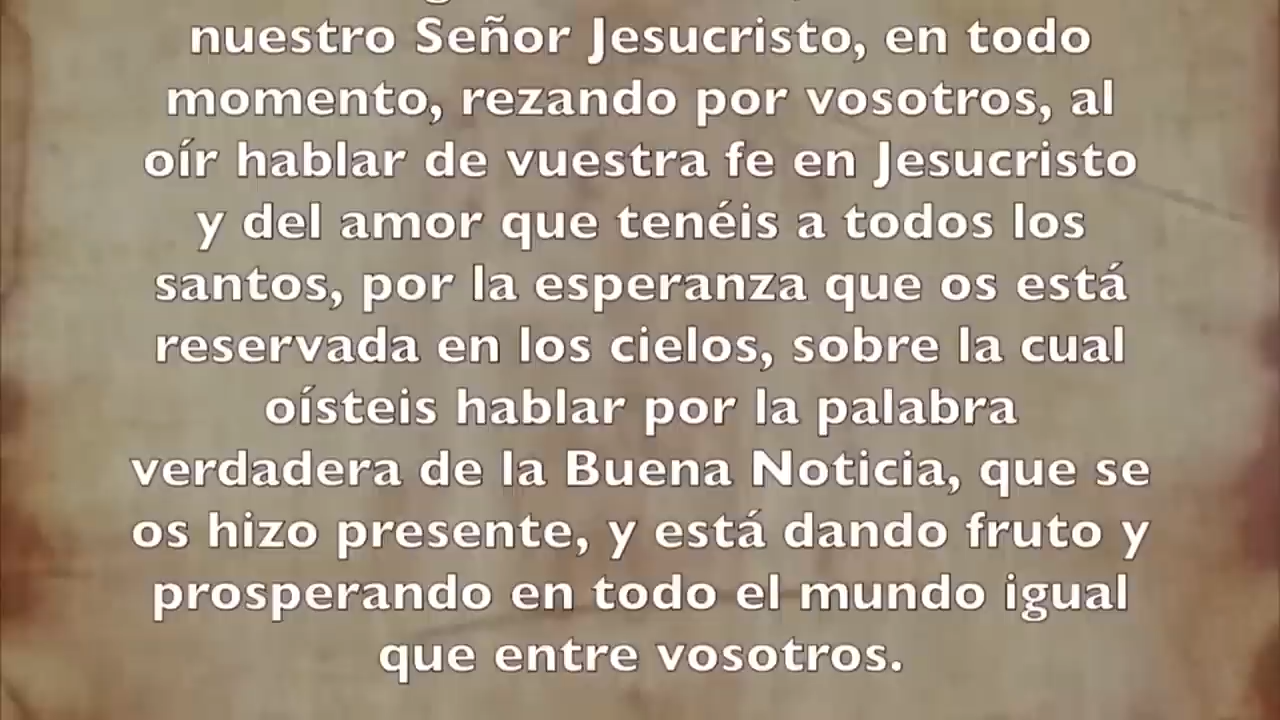 nuestro Señor Jesucristo, en todo
momento, rezando por vosotros, al
oír hablar de vuestra fe en Jesucristo
y del amor que tenéis a todos los
santos, por la esperanza que os está
reservada en los cielos, sobre la cual
oísteis hablar por la palabra
verdadera de la Buena Noticia, que se
os hizo presente, y está dando fruto y
prosperando en todo el mundo igual
que entre vosotros.